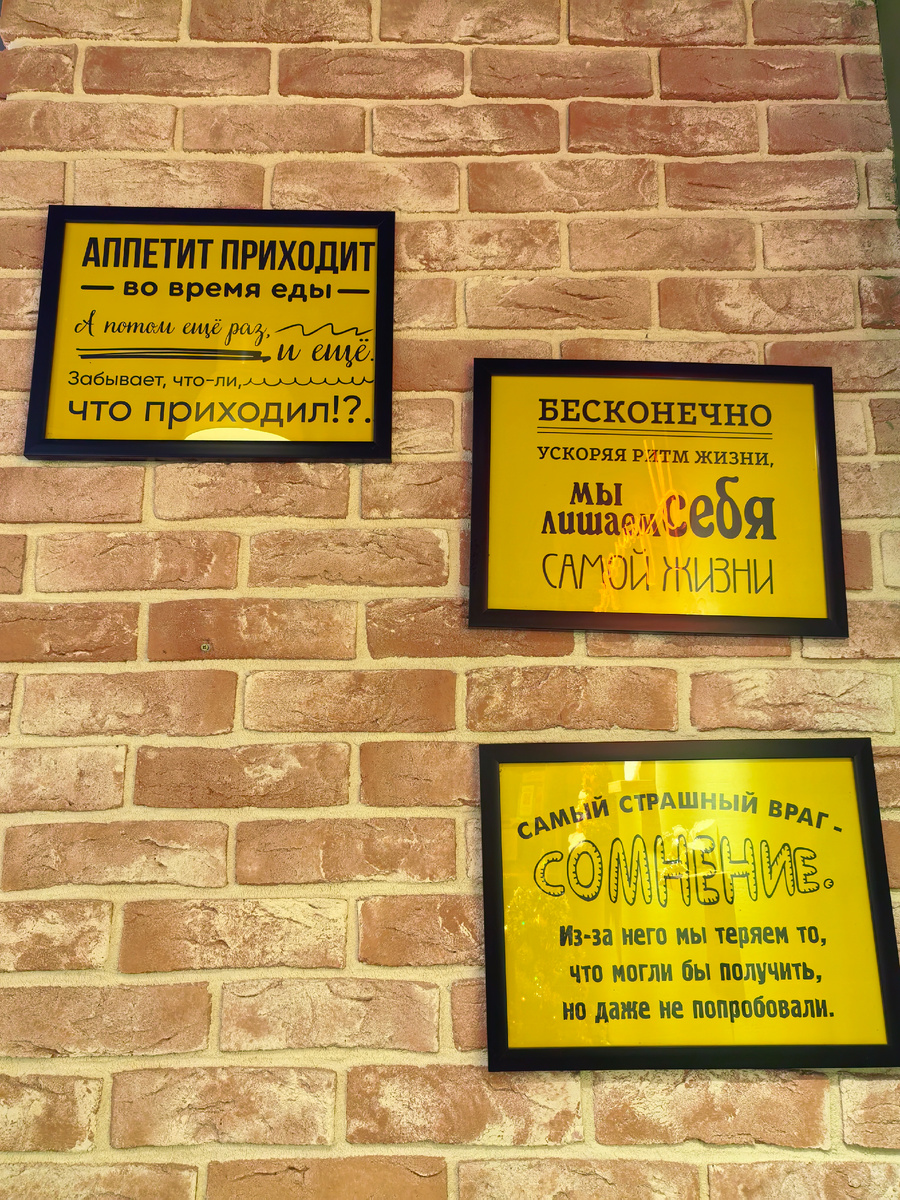 АППЕТИТ ПРИХОДИТ
— во время еды —
А потом ещё раз,
и ещё.
Забывает, что-ли,
что приходил!?.
БЕСКОНЕЧНО
УСКОРЯЯ РИТМ ЖИЗНИ,
мы
лишаем себя
САМОЙ ЖИЗНИ
САМЫЙ СТРАШНЫЙ ВРАГ -
СОМНЕНИЕ.
Из-за него мы теряем то,
что могли бы получить,
но даже не попробовали.